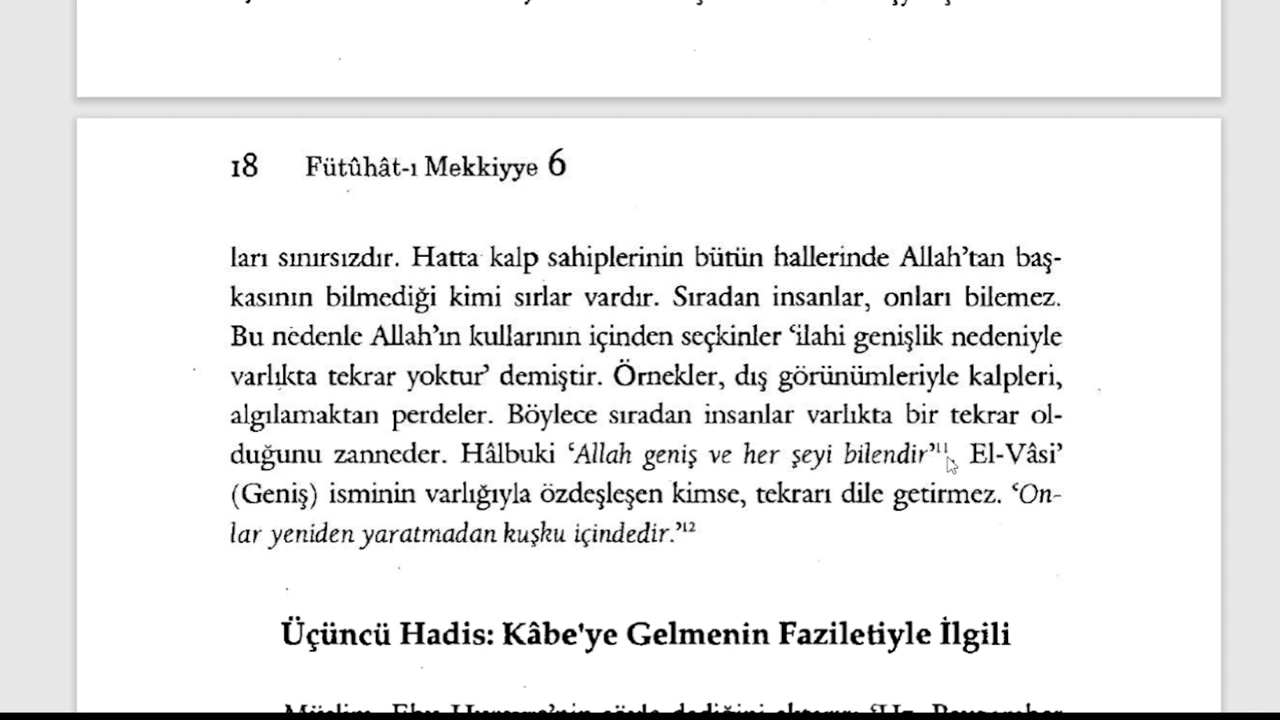 18 Fütûhât-ı Mekkiyye 6
ları sınırsızdır. Hatta kalp sahiplerinin bütün hallerinde Allah’tan baş-
kasının bilmediği kimi sırlar vardır. Sıradan insanlar, onları bilemez.
Bu nedenle Allah’ın kullarının içinden seçkinler ‘ilahi genişlik nedeniyle
varlıkta tekrar yoktur’ demiştir. Örnekler, dış görünümleriyle kalpleri,
algılamaktan perdeler. Böylece sıradan insanlar varlıkta bir tekrar ol-
duğunu zanneder. Hâlbuki ‘Allah geniş ve her şeyi bilendir’¹¹. El-Vâsi’
(Geniş) isminin varlığıyla özdeşleşen kimse, tekrarı dile getirmez. ‘On-
lar yeniden yaratmadan kuşku içindedir.’¹²
Üçüncü Hadis: Kâbe'ye Gelmenin Faziletiyle İlgili